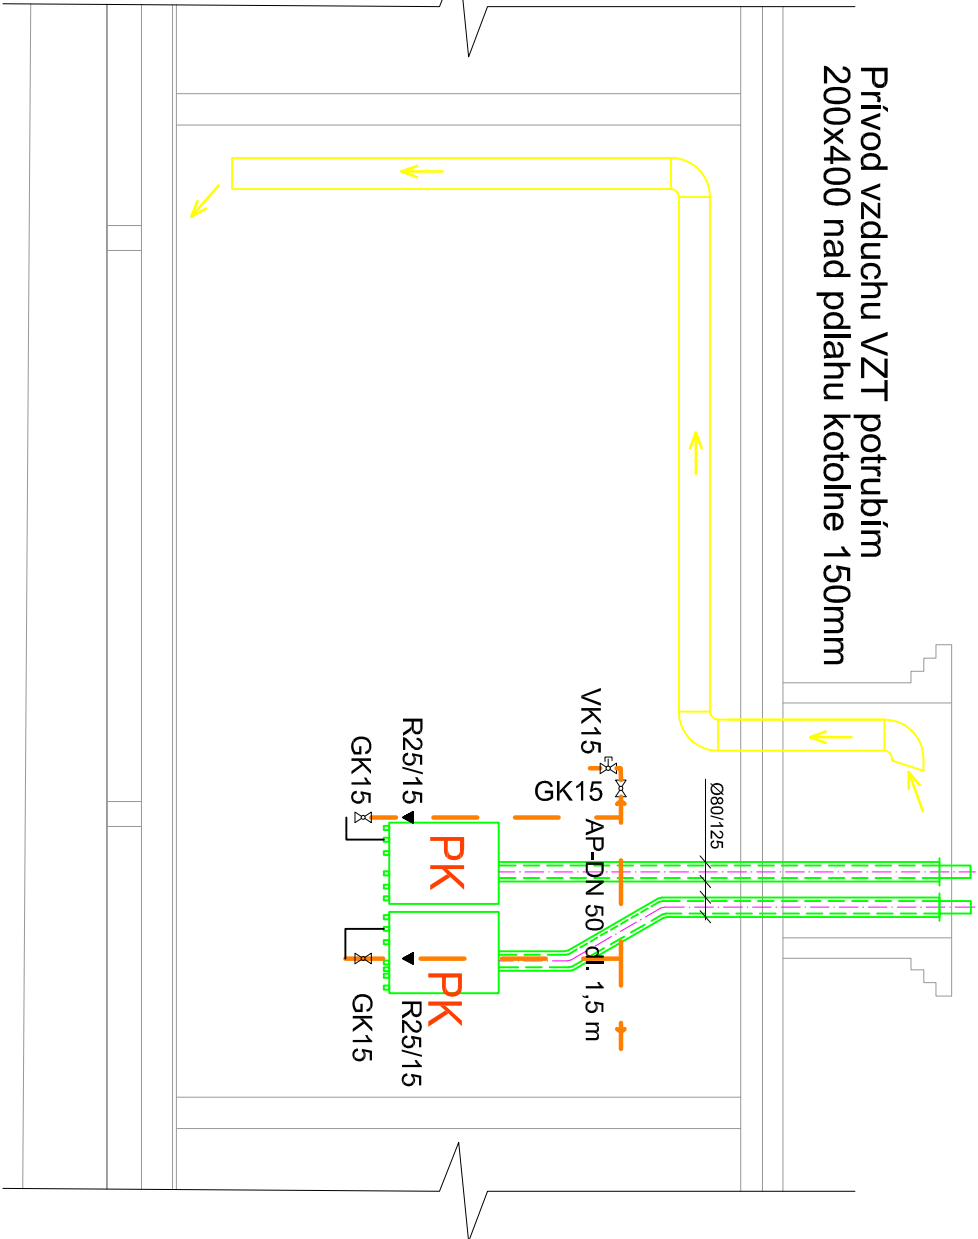 Prívod vzduchu VZT potrubím
200x400 nad pdlahu kotolne 150mm
Ø80/125
VK15
GK15
AP-DN 50 dl. 1,5 m
R25/15
GK15
PK
PK
R25/15
GK15